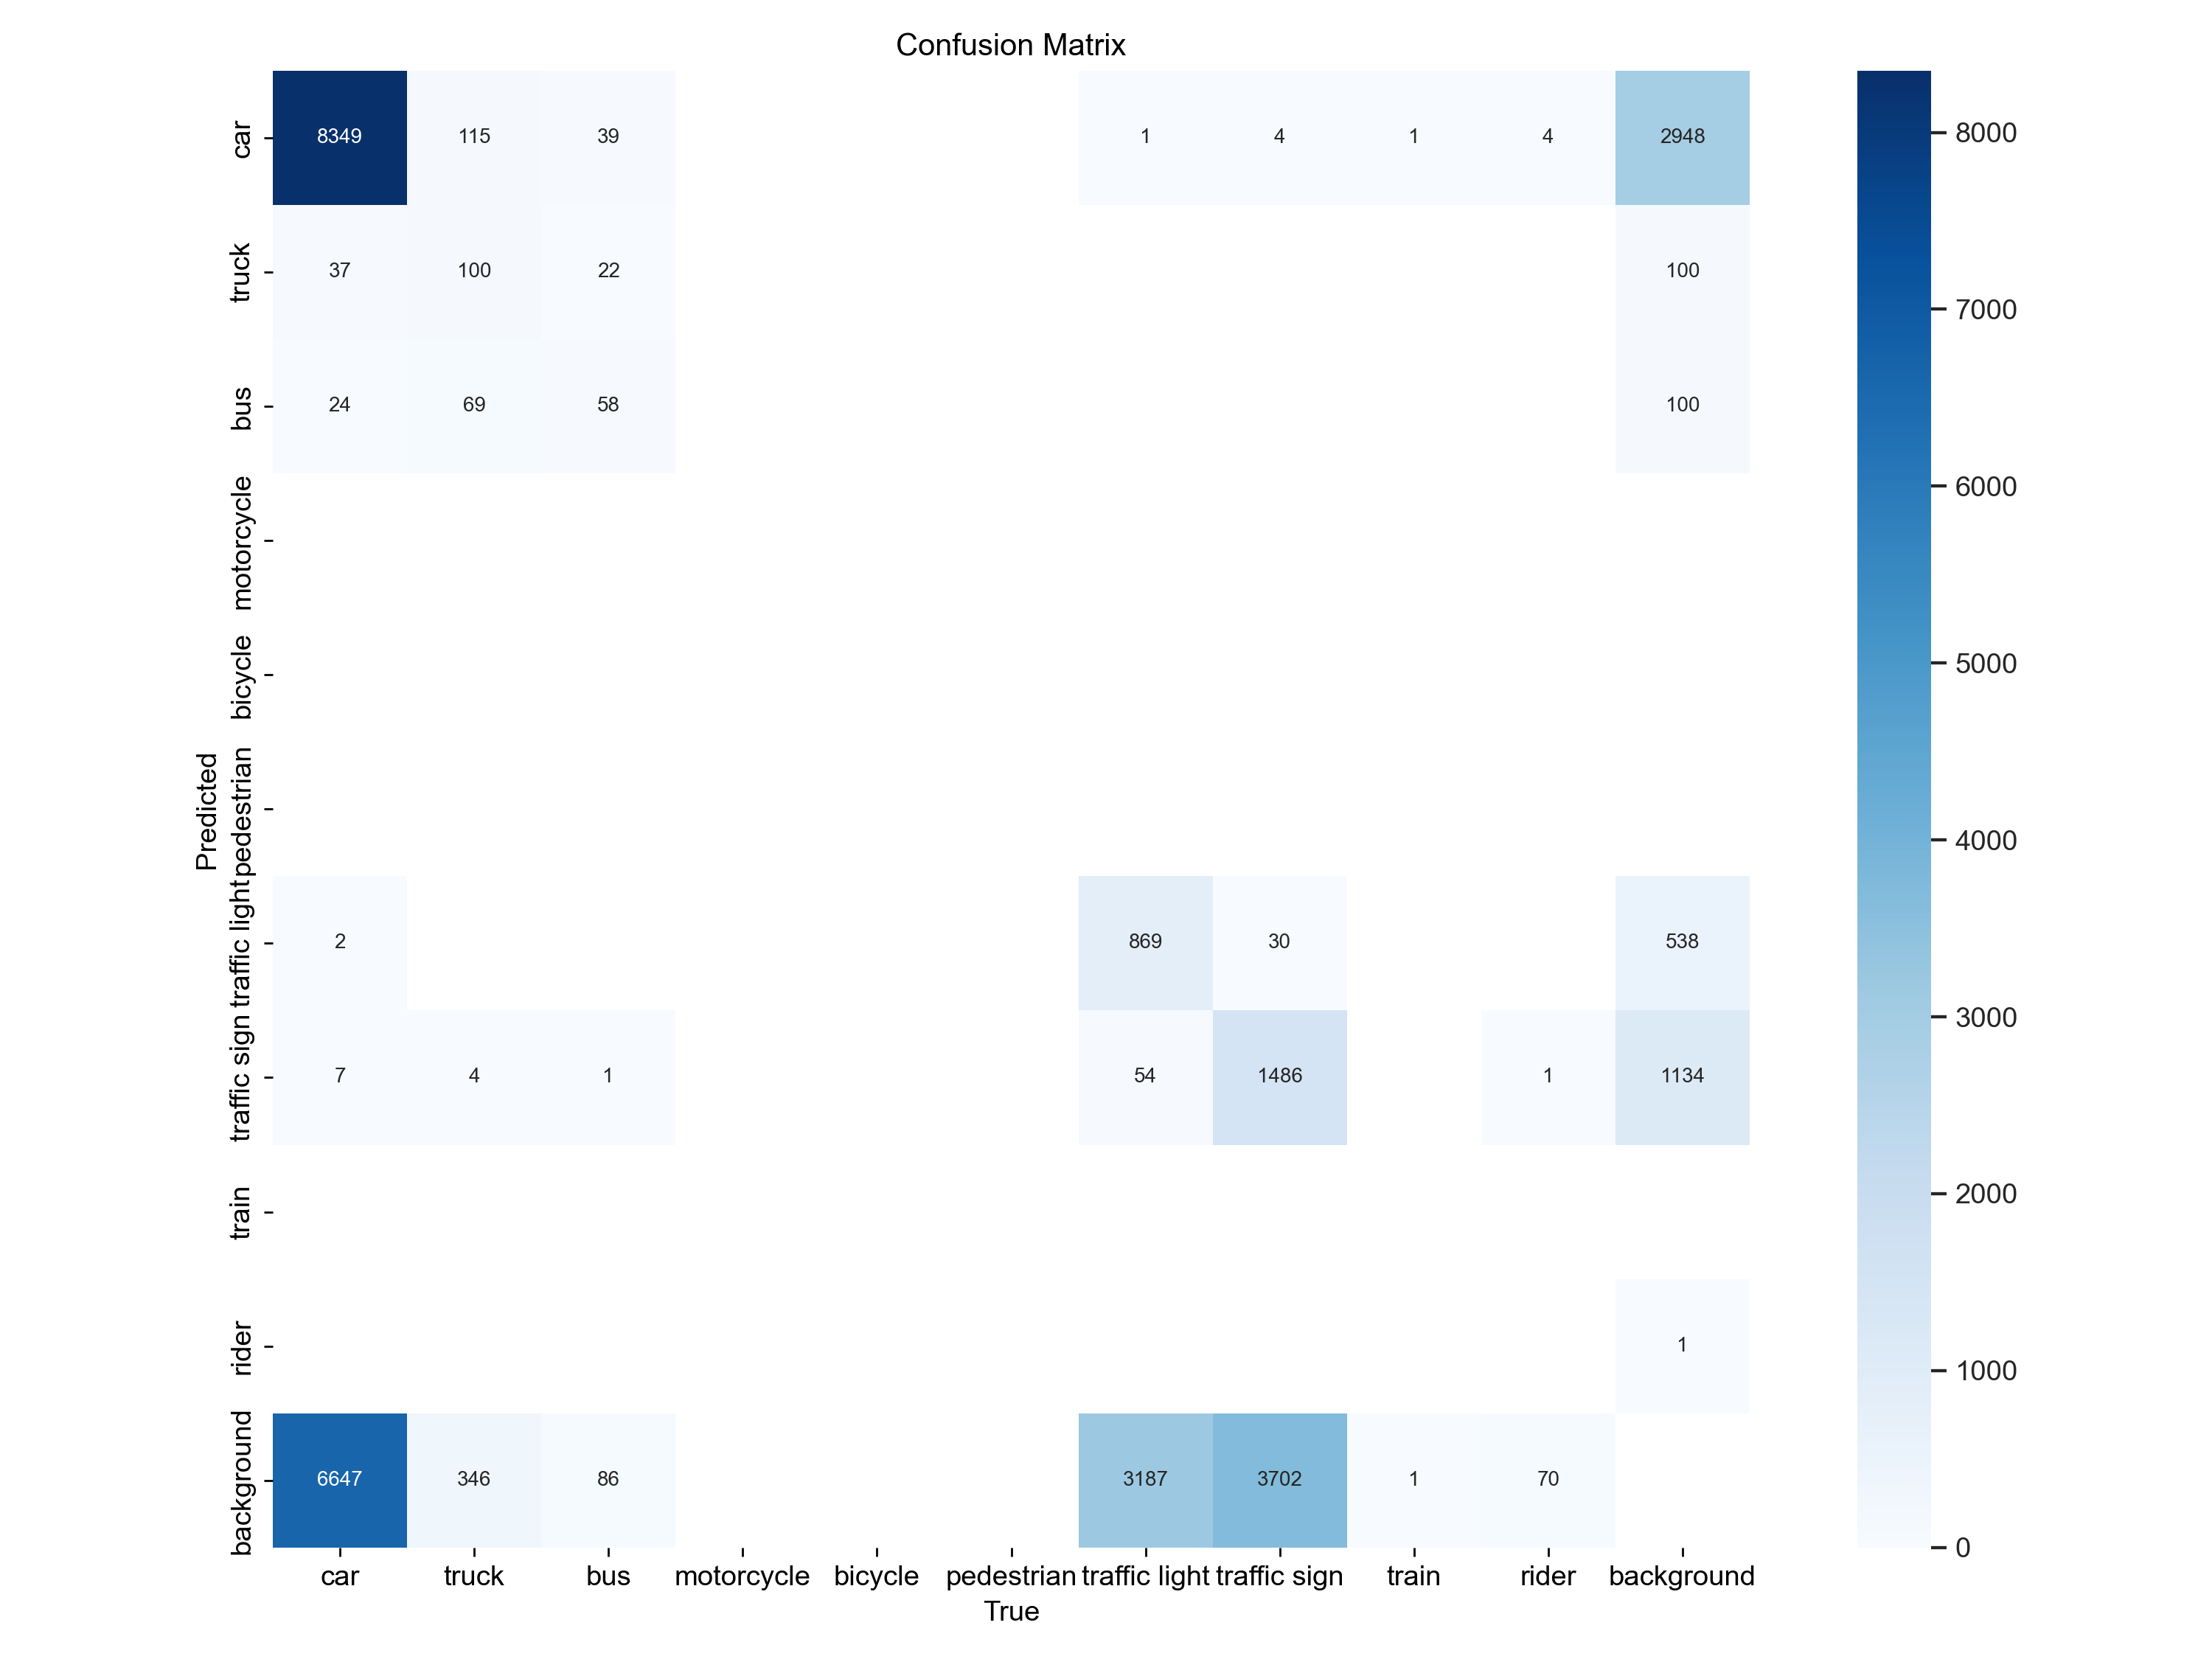 Confusion Matrix
car 8349 115 39 1 4 1 4 2948
truck 37 100 22 100
bus 24 69 58 100
motorcycle
bicycle
pedestrian
traffic light 2 869 30 538
traffic sign 7 4 1 54 1486 1 1134
train
rider 1
background 6647 346 86 3187 3702 1 70
Predicted
car truck bus motorcycle bicycle pedestrian traffic light traffic sign train rider background
True
8000
7000
6000
5000
4000
3000
2000
1000
0